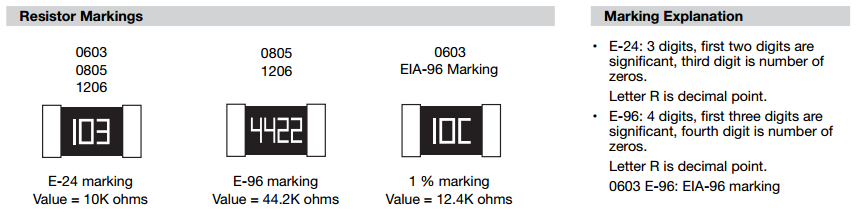 Resistor Markings
0603
0805
1206
103
E-24 marking
Value = 10K ohms
0805
1206
4422
E-96 marking
Value = 44.2K ohms
0603
EIA-96 Marking
10C
1 % marking
Value = 12.4K ohms
Marking Explanation
• E-24: 3 digits, first two digits are
significant, third digit is number of
zeros.
Letter R is decimal point.
• E-96: 4 digits, first three digits are
significant, fourth digit is number of
zeros.
Letter R is decimal point.
0603 E-96: EIA-96 marking